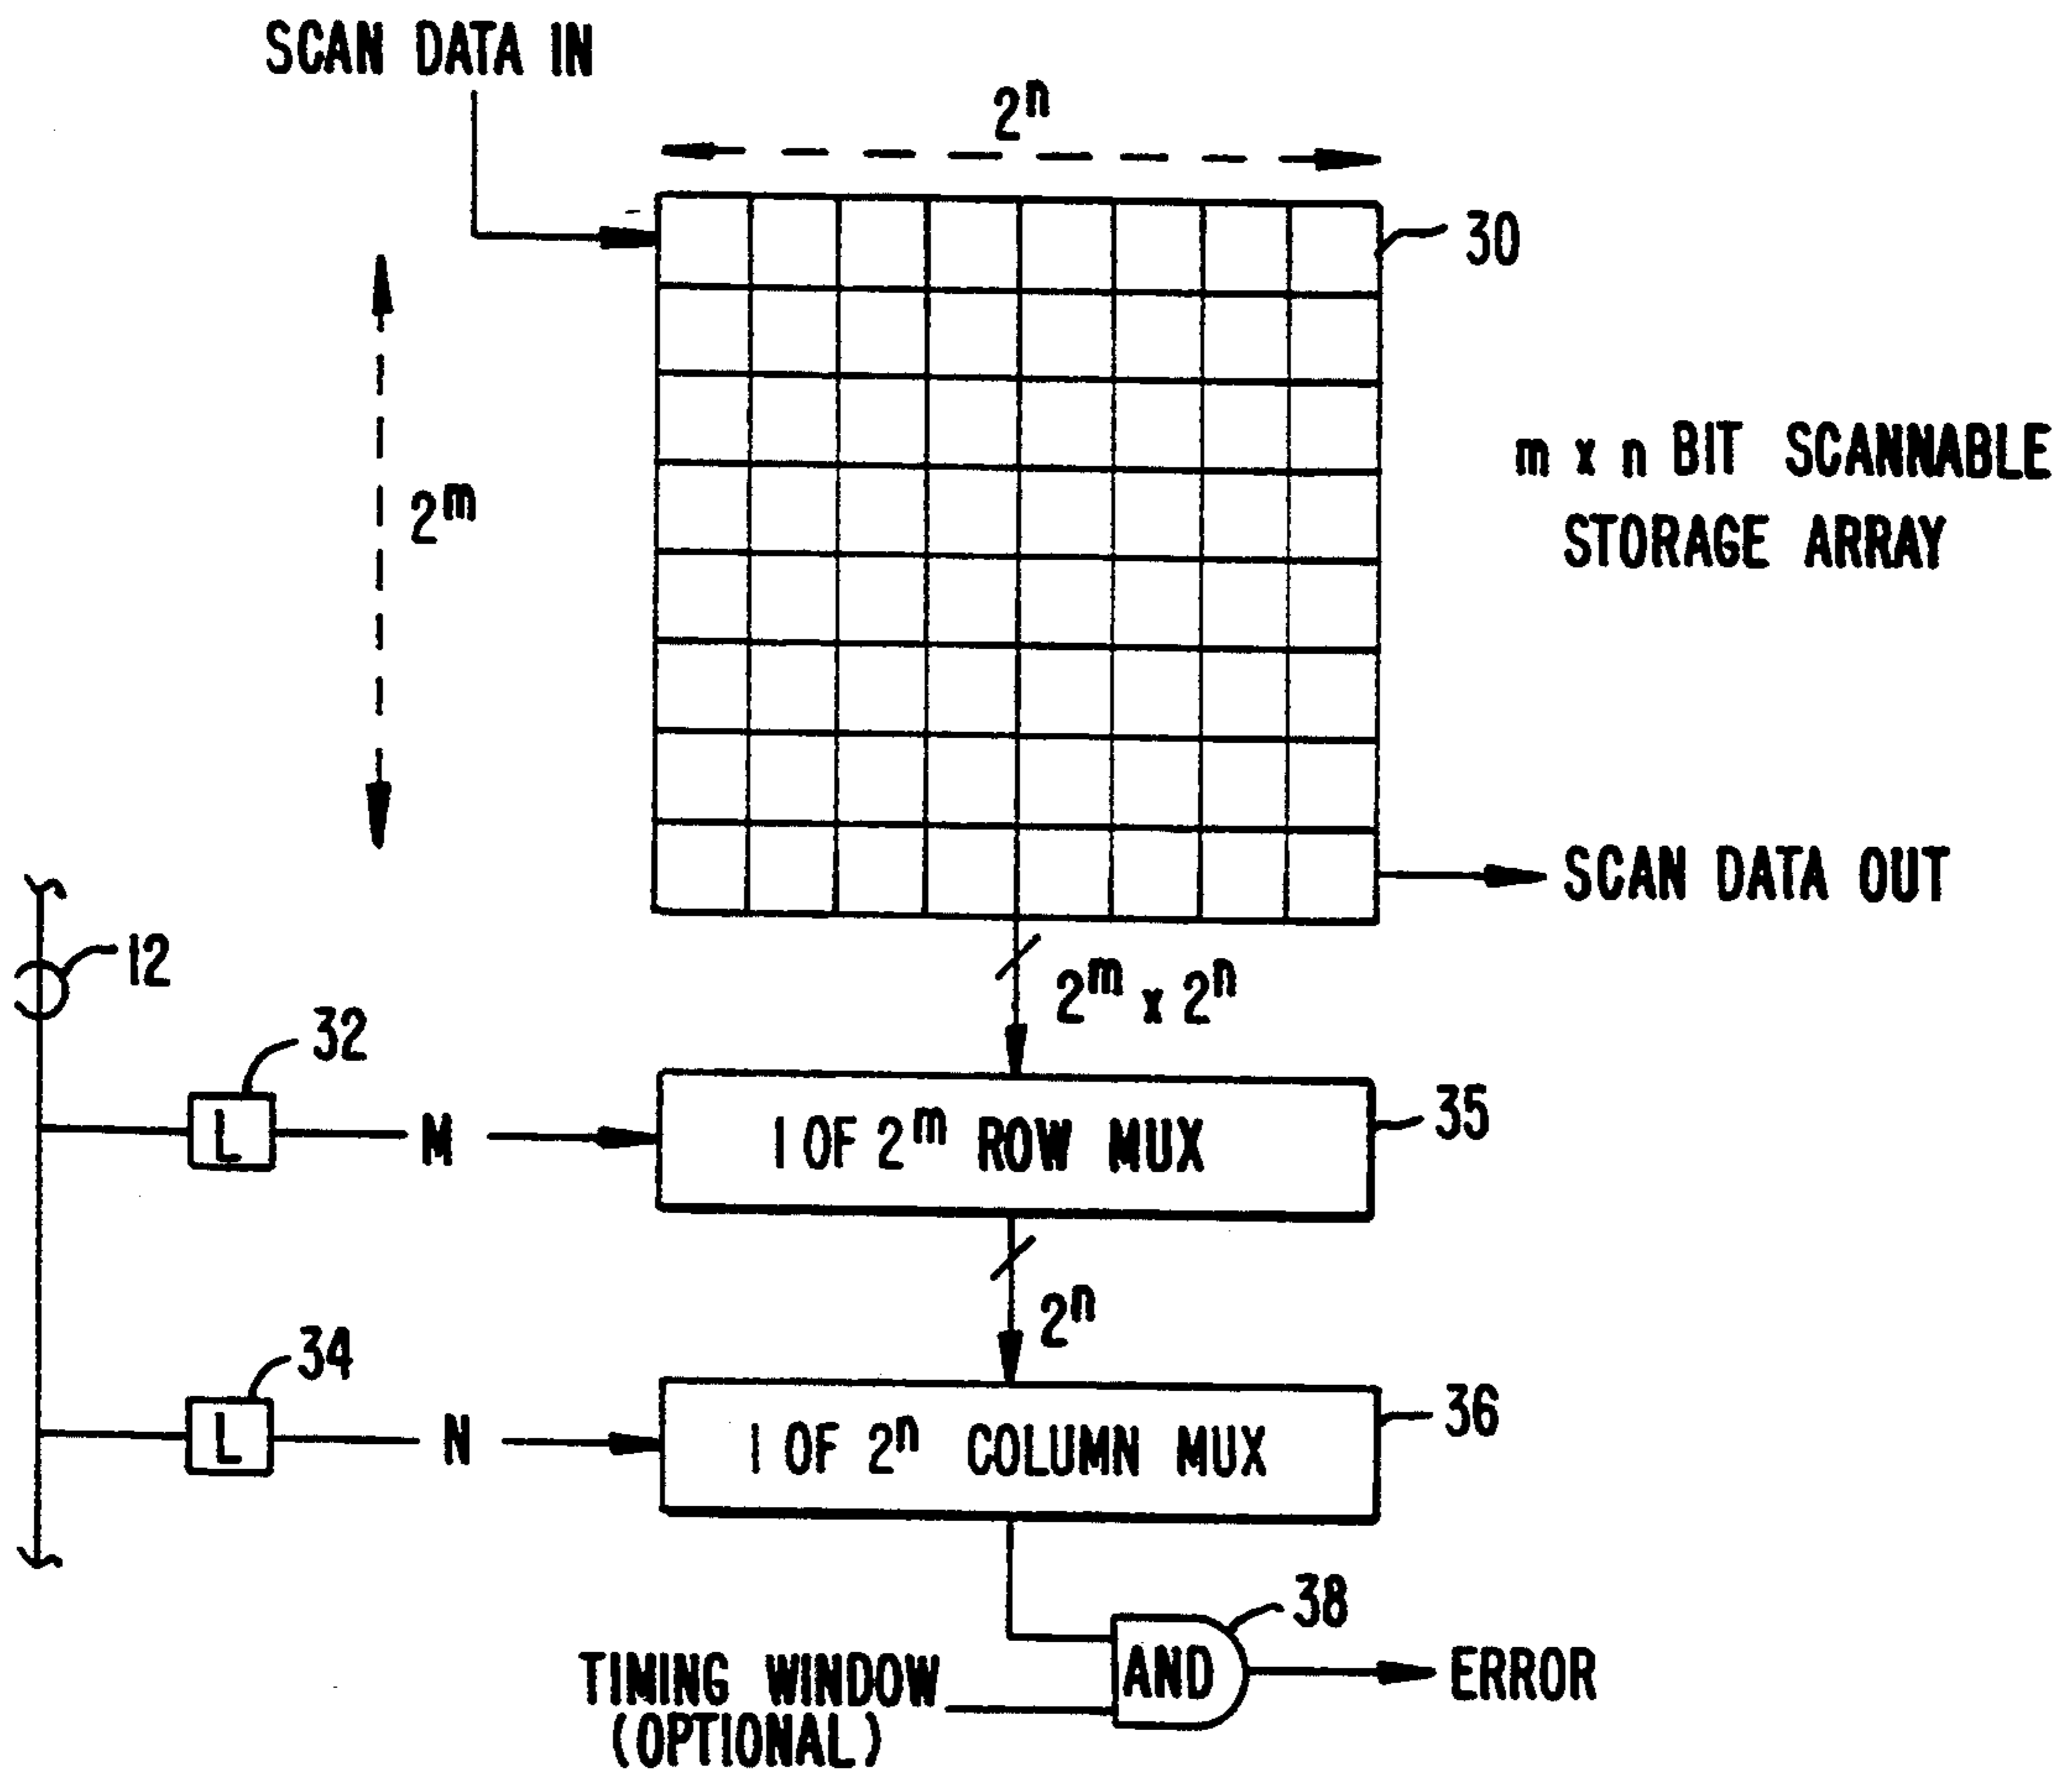 SCAN DATA IN
2ⁿ
30
2ᵐ
m x n BIT SCANNABLE
STORAGE ARRAY
SCAN DATA OUT
12
2ᵐ x 2ⁿ
32
L
M
1 OF 2ᵐ ROW MUX
35
2ⁿ
34
L
N
1 OF 2ⁿ COLUMN MUX
36
38
AND
ERROR
TIMING WINDOW
(OPTIONAL)